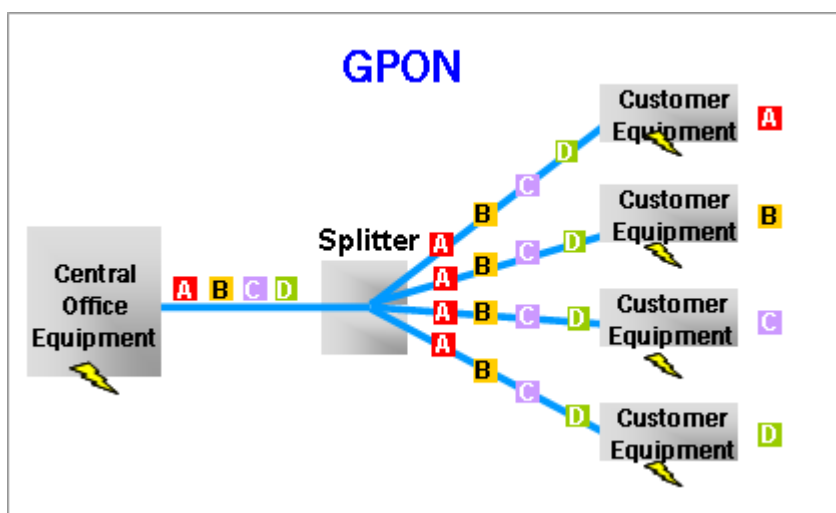 GPON
Customer
Equipment
A
D
C
B
A
Customer
Equipment
B
D
C
B
A
Splitter
Central
Office
Equipment
A B C D
A B C D
Customer
Equipment
C
A
B
C
D
Customer
Equipment
D